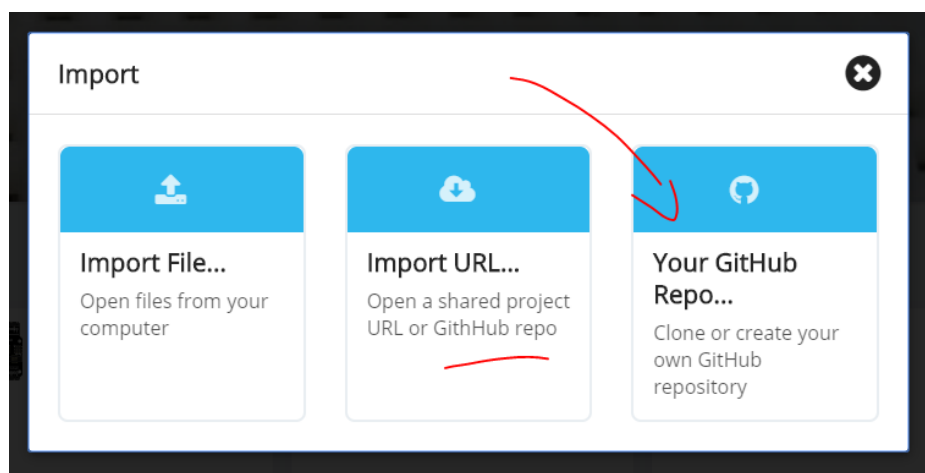 Import
Import File...
Open files from your
computer
Import URL...
Open a shared project
URL or GithHub repo
Your GitHub
Repo...
Clone or create your
own GitHub
repository